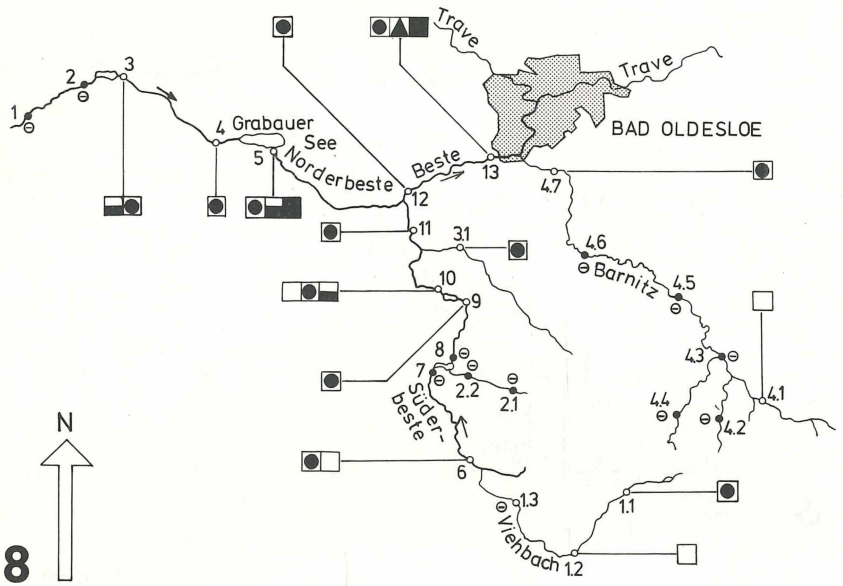 Trave
Trave
3
2
1
4
Grabauer
See
BAD OLDESLOE
5
Norderbeste
Beste
13
4.7
12
11
3.1
4.6
Barnitz
10
4.5
9
8
4.3
7
2.2
2.1
4.4
4.1
4.2
Süder-
beste
N
6
1.3
1.1
Viehbach
1.2
8